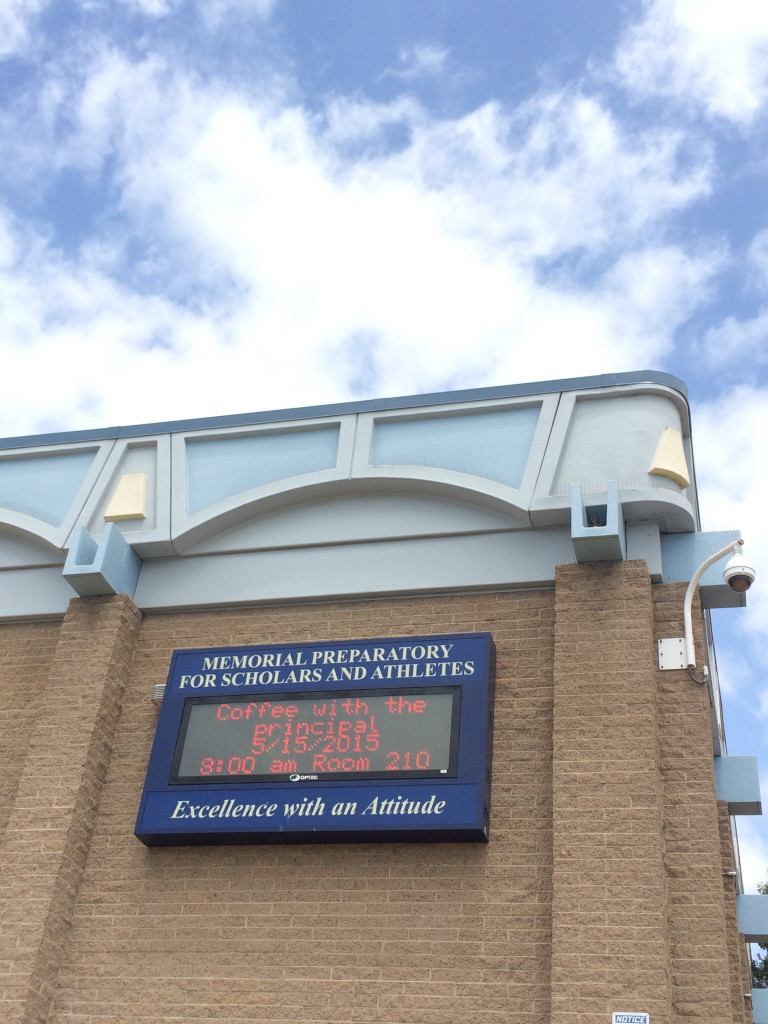 MEMORIAL PREPARATORY
FOR SCHOLARS AND ATHLETES
Coffee with the
principal
5/15/2015
8:00 am Room 210
OPTEC
Excellence with an Attitude
NOTICE